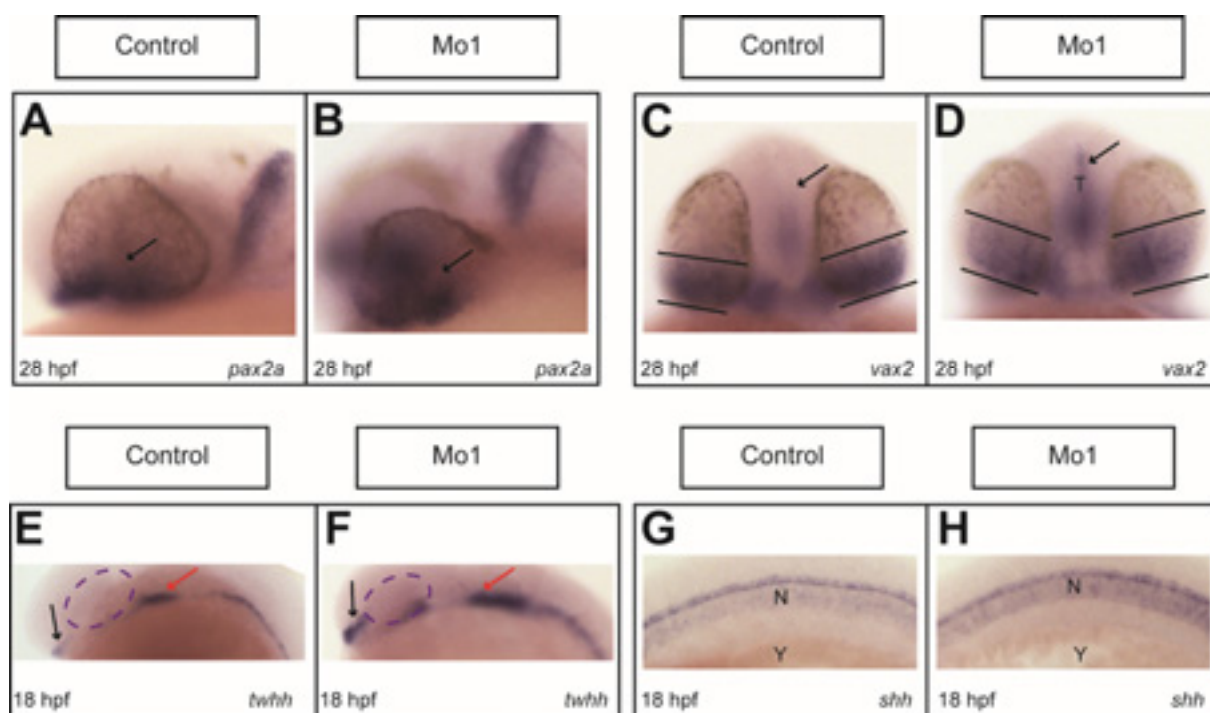 Control
Mo1
Control
Mo1
A
B
C
D
T
28 hpf
pax2a
28 hpf
pax2a
28 hpf
vax2
28 hpf
vax2
Control
Mo1
Control
Mo1
E
F
G
H
N
N
Y
Y
18 hpf
twhh
18 hpf
twhh
18 hpf
shh
18 hpf
shh